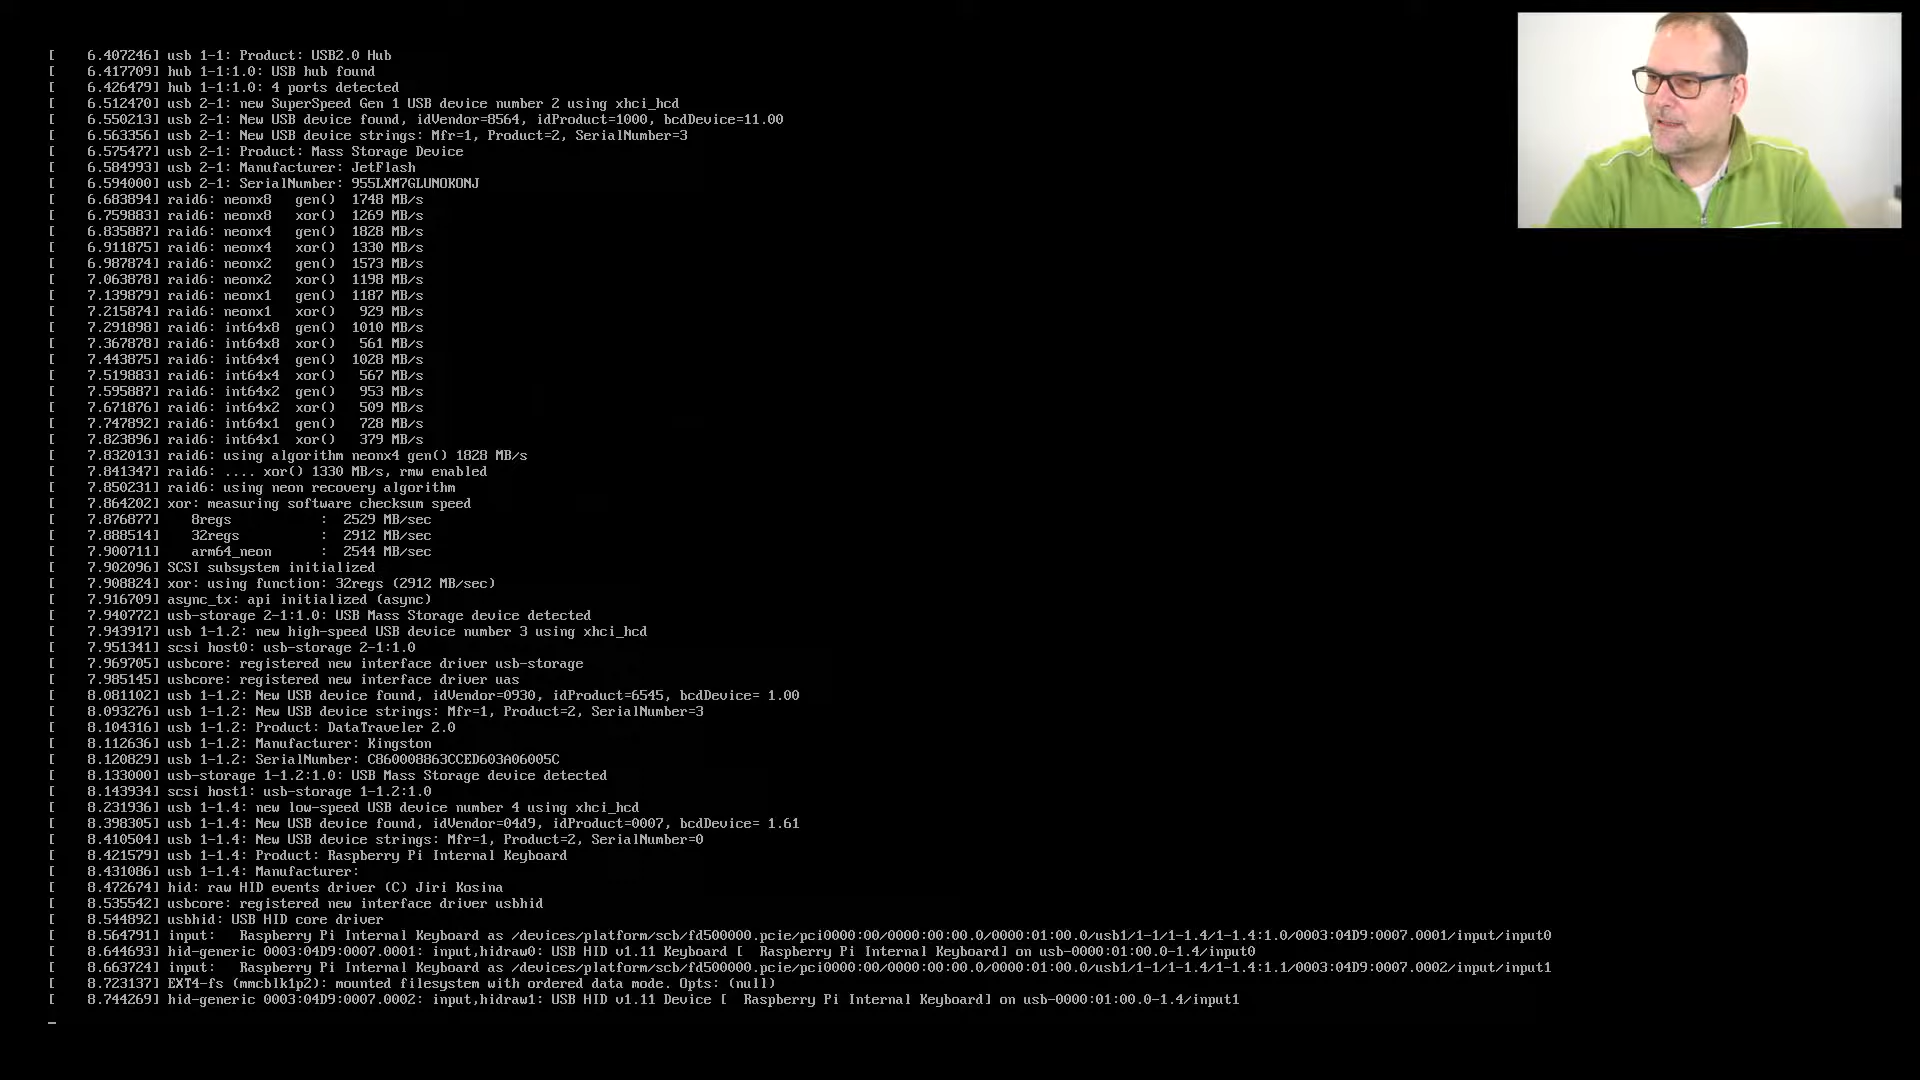 [    6.407246] usb 1-1: Product: USB2.0 Hub
[    6.417709] hub 1-1:1.0: USB hub found
[    6.426479] hub 1-1:1.0: 4 ports detected
[    6.512470] usb 2-1: new SuperSpeed Gen 1 USB device number 2 using xhci_hcd
[    6.550213] usb 2-1: New USB device found, idVendor=8564, idProduct=1000, bcdDevice=11.00
[    6.563356] usb 2-1: New USB device strings: Mfr=1, Product=2, SerialNumber=3
[    6.575477] usb 2-1: Product: Mass Storage Device
[    6.584993] usb 2-1: Manufacturer: JetFlash
[    6.594000] usb 2-1: SerialNumber: 955LXM7GLUNOKONJ
[    6.683894] raid6: neonx8   gen()  1748 MB/s
[    6.759883] raid6: neonx8   xor()  1269 MB/s
[    6.835887] raid6: neonx4   gen()  1828 MB/s
[    6.911875] raid6: neonx4   xor()  1330 MB/s
[    6.987874] raid6: neonx2   gen()  1573 MB/s
[    7.063878] raid6: neonx2   xor()  1198 MB/s
[    7.139879] raid6: neonx1   gen()  1187 MB/s
[    7.215874] raid6: neonx1   xor()   929 MB/s
[    7.291898] raid6: int64x8  gen()  1010 MB/s
[    7.367878] raid6: int64x8  xor()   561 MB/s
[    7.443875] raid6: int64x4  gen()  1028 MB/s
[    7.519883] raid6: int64x4  xor()   567 MB/s
[    7.595887] raid6: int64x2  gen()   953 MB/s
[    7.671876] raid6: int64x2  xor()   509 MB/s
[    7.747892] raid6: int64x1  gen()   728 MB/s
[    7.823896] raid6: int64x1  xor()   379 MB/s
[    7.832013] raid6: using algorithm neonx4 gen() 1828 MB/s
[    7.841347] raid6: .... xor() 1330 MB/s, rmw enabled
[    7.850231] raid6: using neon recovery algorithm
[    7.864202] xor: measuring software checksum speed
[    7.876877]    8regs           :  2529 MB/sec
[    7.888514]    32regs          :  2912 MB/sec
[    7.900711]    arm64_neon      :  2544 MB/sec
[    7.902096] SCSI subsystem initialized
[    7.908824] xor: using function: 32regs (2912 MB/sec)
[    7.916709] async_tx: api initialized (async)
[    7.940772] usb-storage 2-1:1.0: USB Mass Storage device detected
[    7.943917] usb 1-1.2: new high-speed USB device number 3 using xhci_hcd
[    7.951341] scsi host0: usb-storage 2-1:1.0
[    7.969705] usbcore: registered new interface driver usb-storage
[    7.985145] usbcore: registered new interface driver uas
[    8.081102] usb 1-1.2: New USB device found, idVendor=0930, idProduct=6545, bcdDevice= 1.00
[    8.093276] usb 1-1.2: New USB device strings: Mfr=1, Product=2, SerialNumber=3
[    8.104316] usb 1-1.2: Product: DataTraveler 2.0
[    8.112636] usb 1-1.2: Manufacturer: Kingston
[    8.120829] usb 1-1.2: SerialNumber: C860008863CCED603A06005C
[    8.133000] usb-storage 1-1.2:1.0: USB Mass Storage device detected
[    8.143934] scsi host1: usb-storage 1-1.2:1.0
[    8.231936] usb 1-1.4: new low-speed USB device number 4 using xhci_hcd
[    8.398305] usb 1-1.4: New USB device found, idVendor=04d9, idProduct=0007, bcdDevice= 1.61
[    8.410504] usb 1-1.4: New USB device strings: Mfr=1, Product=2, SerialNumber=0
[    8.421579] usb 1-1.4: Product: Raspberry Pi Internal Keyboard
[    8.431086] usb 1-1.4: Manufacturer:
[    8.472674] hid: raw HID events driver (C) Jiri Kosina
[    8.535542] usbcore: registered new interface driver usbhid
[    8.544892] usbhid: USB HID core driver
[    8.564791] input:   Raspberry Pi Internal Keyboard as /devices/platform/scb/fd500000.pcie/pci0000:00/0000:00:00.0/0000:01:00.0/usb1/1-1/1-1.4/1-1.4:1.0/0003:04D9:0007.0001/input/input0
[    8.644693] hid-generic 0003:04D9:0007.0001: input,hidraw0: USB HID v1.11 Keyboard [  Raspberry Pi Internal Keyboard] on usb-0000:01:00.0-1.4/input0
[    8.663724] input:   Raspberry Pi Internal Keyboard as /devices/platform/scb/fd500000.pcie/pci0000:00/0000:00:00.0/0000:01:00.0/usb1/1-1/1-1.4/1-1.4:1.1/0003:04D9:0007.0002/input/input1
[    8.723137] EXT4-fs (mmcblk1p2): mounted filesystem with ordered data mode. Opts: (null)
[    8.744269] hid-generic 0003:04D9:0007.0002: input,hidraw1: USB HID v1.11 Device [  Raspberry Pi Internal Keyboard] on usb-0000:01:00.0-1.4/input1